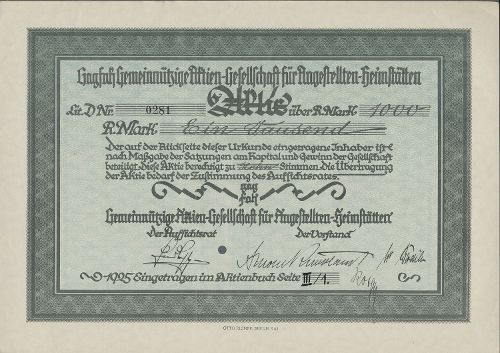 Gagfah Gemeinnützige Aktien-Gesellschaft für Angestellten-Heimstätten
Lit. D Nr. 0281 Aktie über R.Mark 1000
R.Mark Ein Tausend
Der auf der Rückseite dieser Urkunde eingetragene Inhaber ist
nach Maßgabe der Satzungen am Kapital und Gewinn der Gesellschaft
beteiligt. Diese Aktie berechtigt zu Stimmen. Die Übertragung
der Aktie bedarf der Zustimmung des Aufsichtsrates.
gag
fah
Gemeinnützige Aktien-Gesellschaft für Angestellten-Heimstätten
Der Aufsichtsrat Der Vorstand
1925 Eingetragen im Aktienbuch Seite III/1.